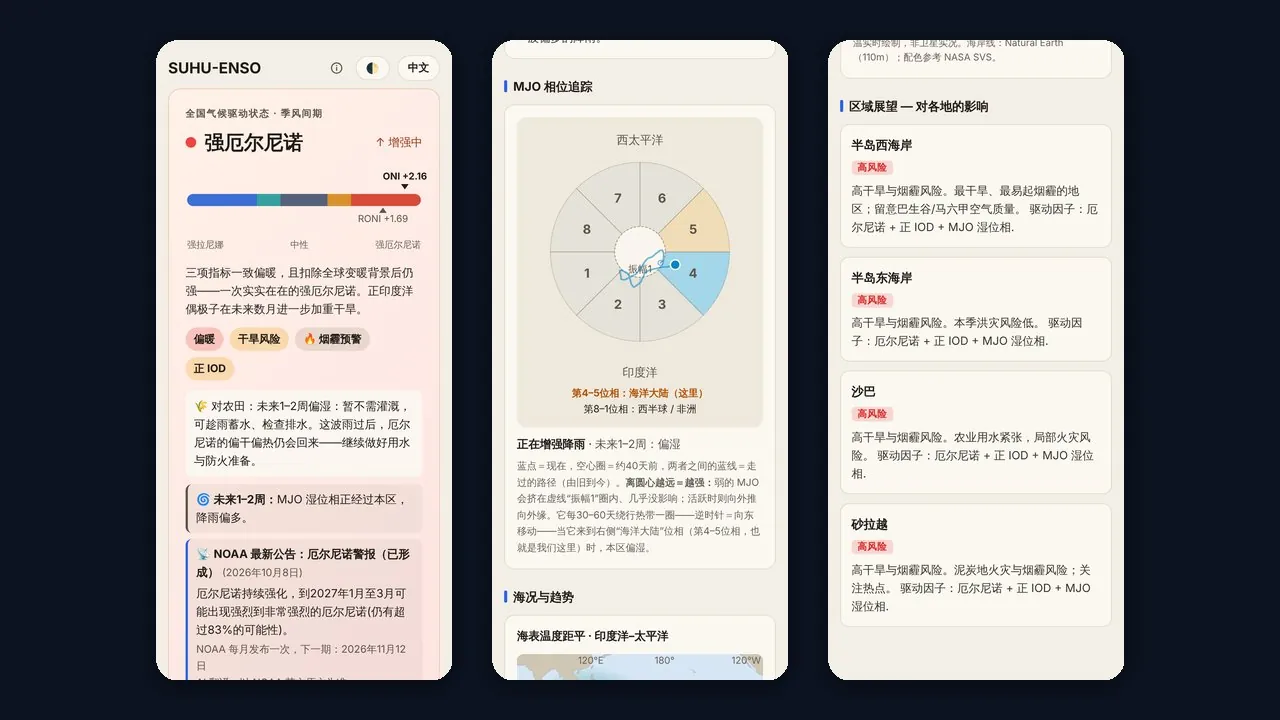 SUHU-ENSO
中文
全国气候驱动状态 · 季风间期
强厄尔尼诺
↑ 增强中
ONI +2.16
RONI +1.69
强拉尼娜 中性 强厄尔尼诺
三项指标一致偏暖，且扣除全球变暖背景后仍
强——一次实实在在的强厄尔尼诺。正印度洋
偶极子在未来数月进一步加重干旱。
偏暖 干旱风险 🔥 烟霾预警
正 IOD
🌾 对农田：未来1–2周偏湿：暂不需灌溉，
可趁雨蓄水、检查排水。这波雨过后，厄尔
尼诺的偏干偏热仍会回来——继续做好用水
与防火准备。
🌀 未来1–2周：MJO 湿位相正经过本区，
降雨偏多。
📡 NOAA 最新公告：厄尔尼诺警报（已形
成） (2026年10月8日)
厄尔尼诺持续强化，到2027年1月至3月可
能出现强烈到非常强烈的厄尔尼诺(仍有超
过83%的可能性)。
NOAA 每月发布一次，下一期：2026年11月12
日
MJO 相位追踪
西太平洋
7 6
8 5
振幅1
1 4
2 3
印度洋
第4–5位相：海洋大陆（这里）
第8–1位相：西半球 / 非洲
正在增强降雨 · 未来1–2周：偏湿
蓝点＝现在，空心圈＝约40天前，两者之间的蓝线＝走
过的路径（由旧到今）。离圆心越远＝越强：弱的 MJO
会挤在虚线“振幅1”圈内、几乎没影响；活跃时则向外推
向外缘。它每30–60天绕行热带一圈——逆时针＝向东
移动——当它来到右侧“海洋大陆”位相（第4–5位相，也
就是我们这里）时，本区偏湿。
海况与趋势
海表温度距平 · 印度洋–太平洋
120°E 180° 120°W
温实时绘制，非卫星实况。海岸线：Natural Earth
（110m）；配色参考 NASA SVS。
区域展望 — 对各地的影响
半岛西海岸
高风险
高干旱与烟霾风险。最干旱、最易起烟霾的地
区；留意巴生谷/马六甲空气质量。 驱动因子：厄
尔尼诺 + 正 IOD + MJO 湿位相.
半岛东海岸
高风险
高干旱与烟霾风险。本季洪灾风险低。 驱动因
子：厄尔尼诺 + 正 IOD + MJO 湿位相.
沙巴
高风险
高干旱与烟霾风险。农业用水紧张，局部火灾风
险。 驱动因子：厄尔尼诺 + 正 IOD + MJO 湿位
相.
砂拉越
高风险
高干旱与烟霾风险。泥炭地火灾与烟霾风险；关
注热点。 驱动因子：厄尔尼诺 + 正 IOD + MJO
湿位相.